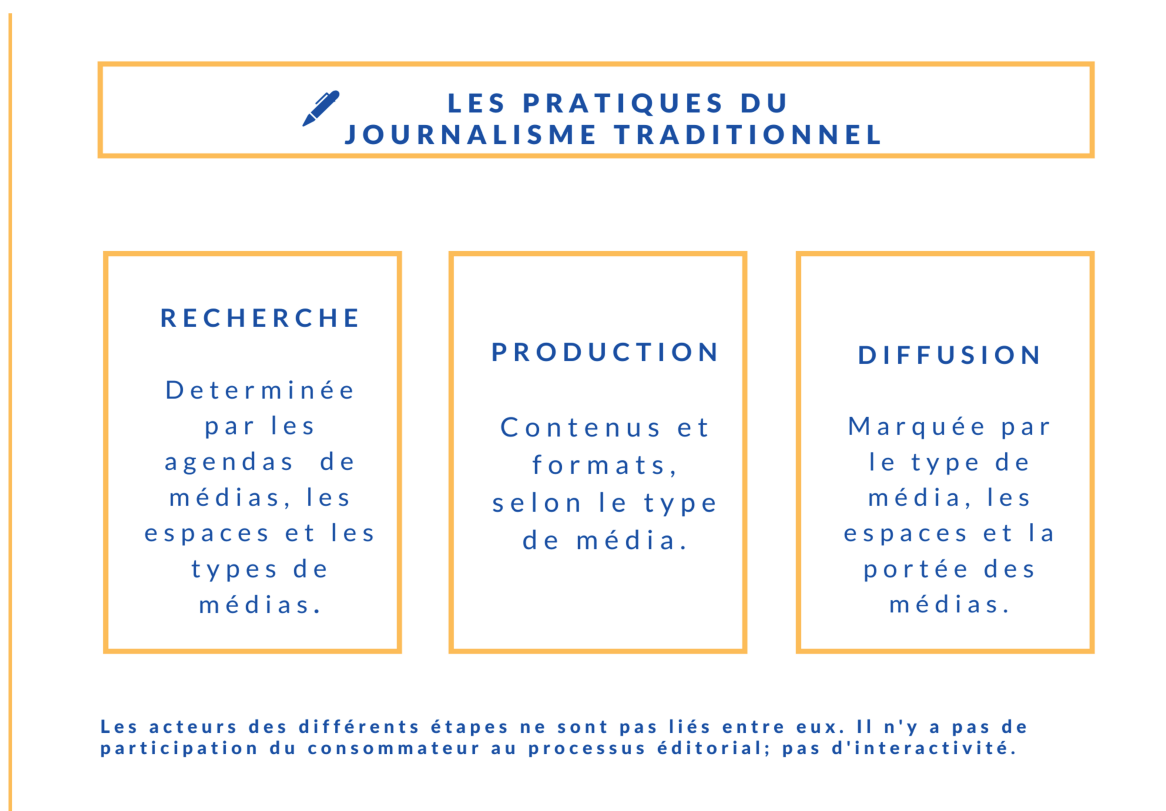 LES PRATIQUES DU
JOURNALISME TRADITIONNEL
RECHERCHE
Determinée
par les
agendas de
médias, les
espaces et les
types de
médias.
PRODUCTION
Contenus et
formats,
selon le type
de média.
DIFFUSION
Marquée par
le type de
média, les
espaces et la
portée des
médias.
Les acteurs des différents étapes ne sont pas liés entre eux. Il n'y a pas de
participation du consommateur au processus éditorial; pas d'interactivité.